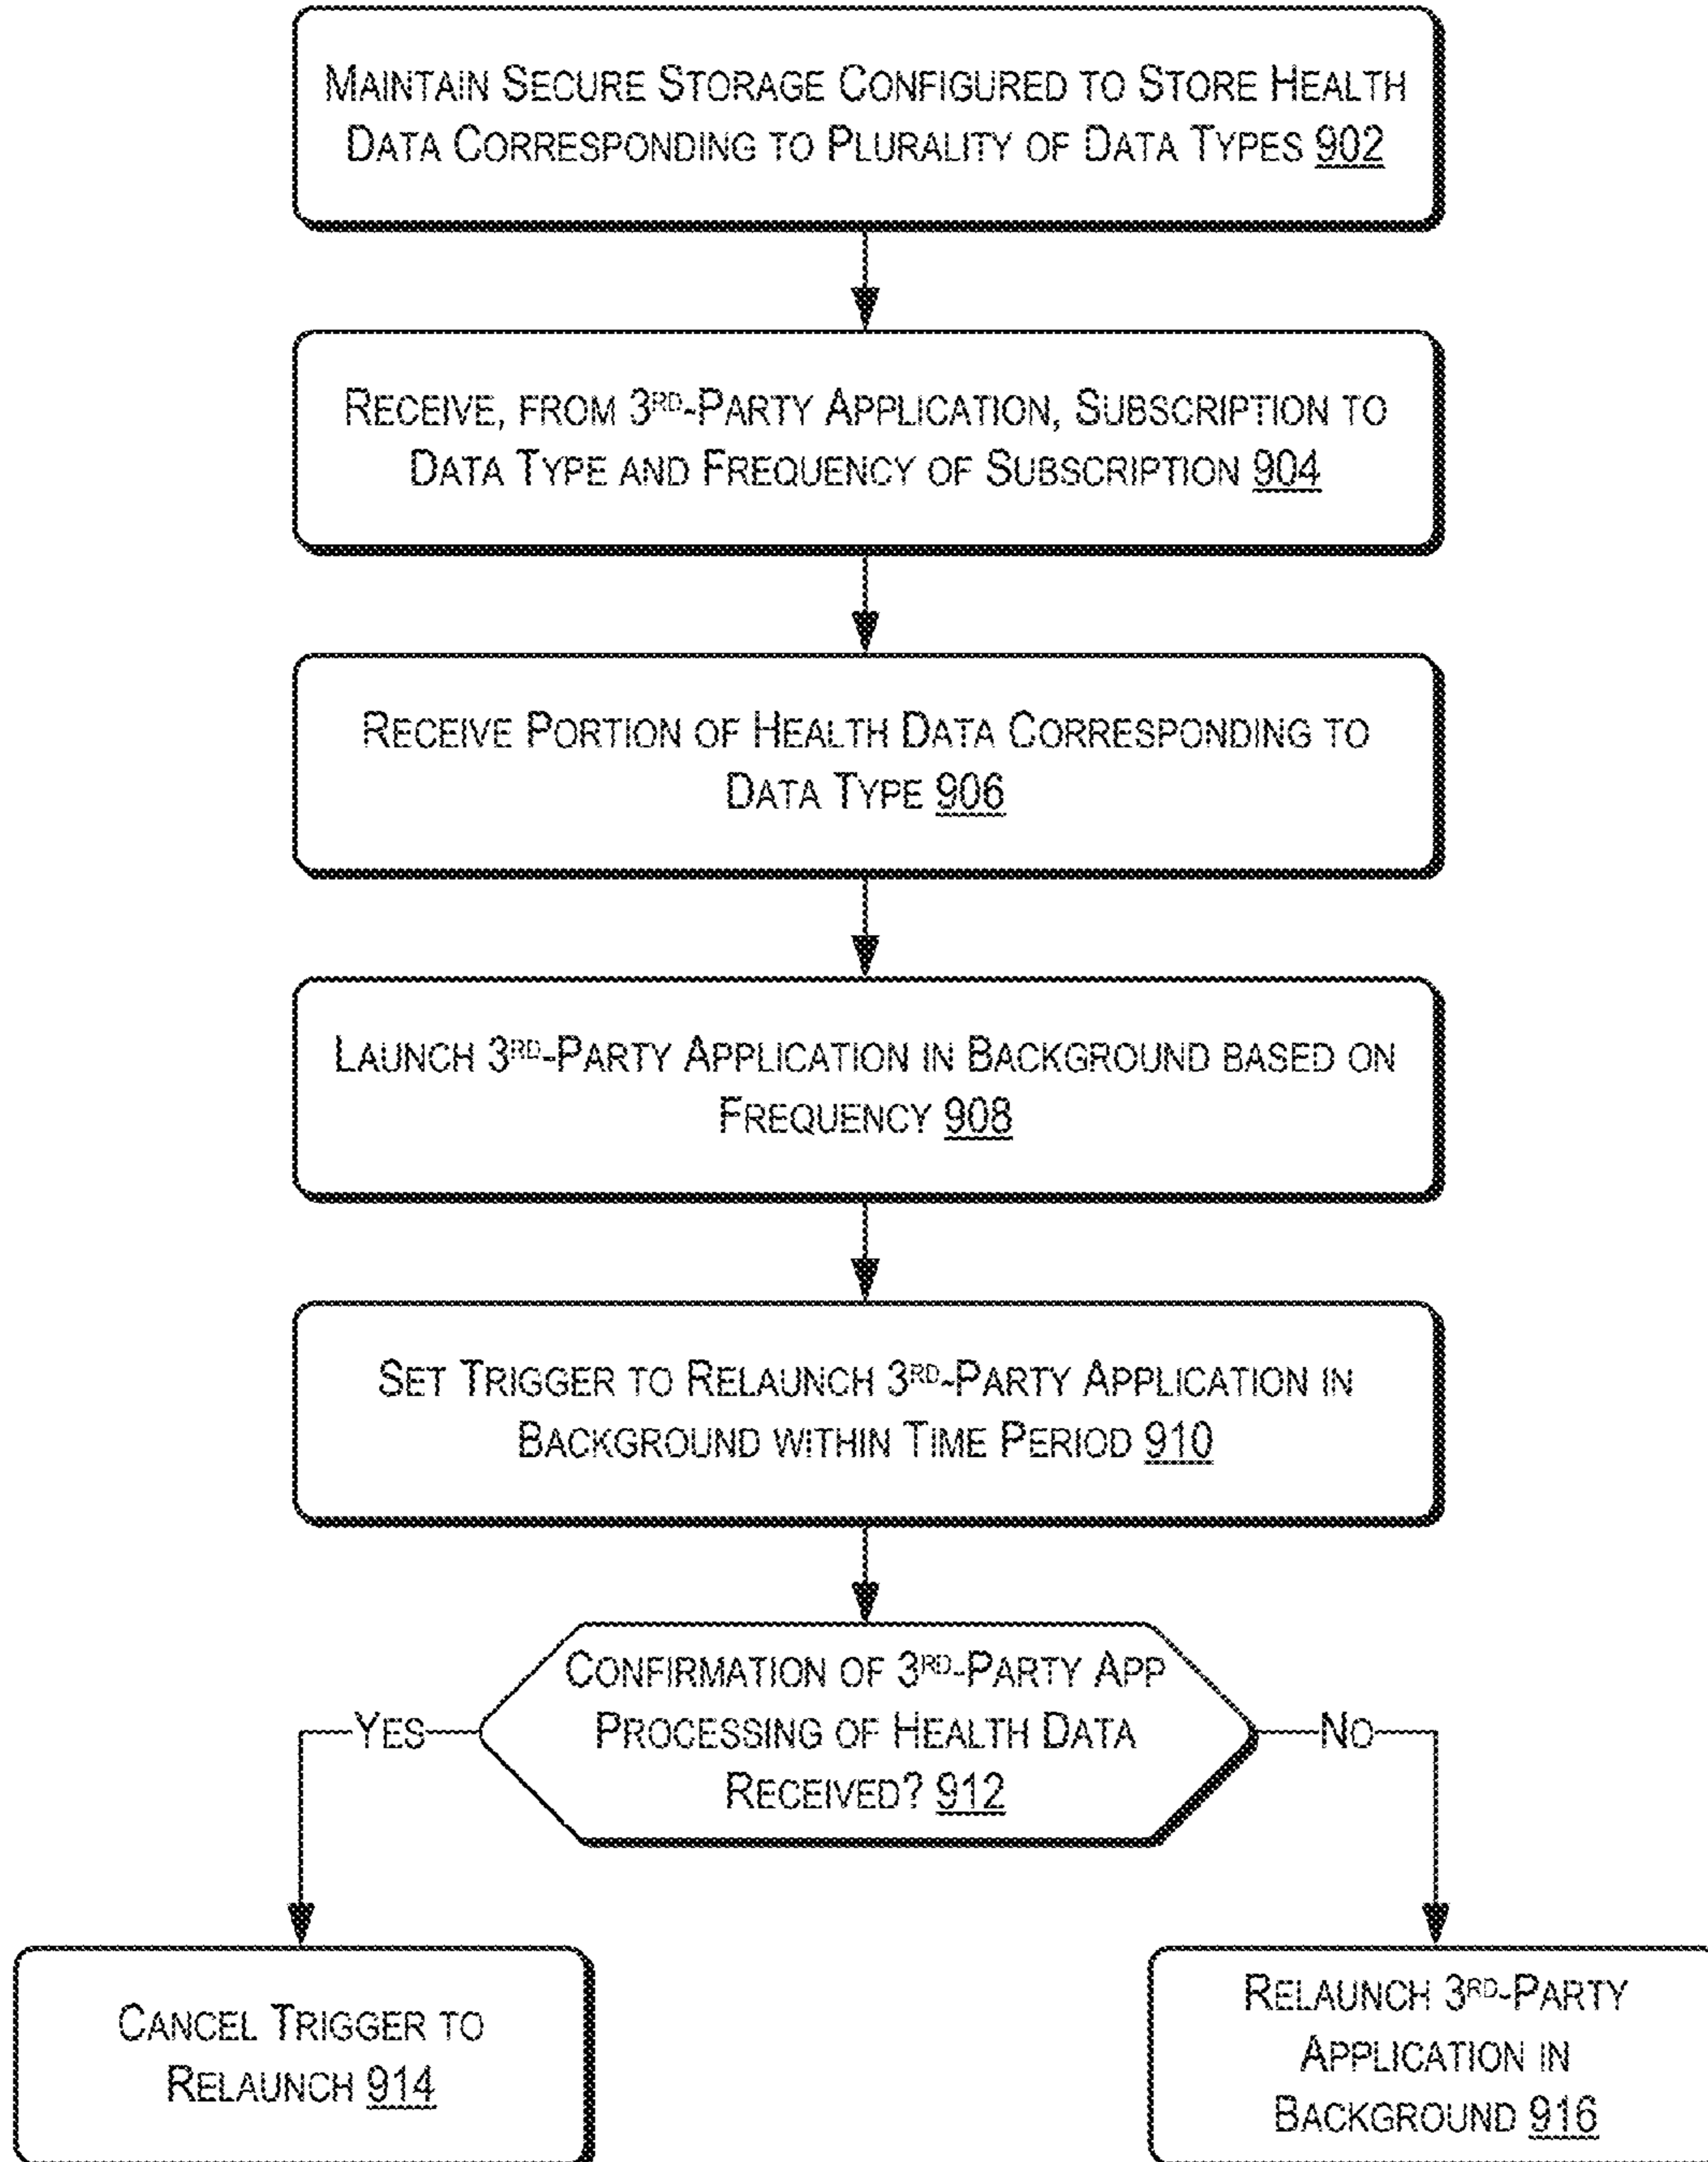 MAINTAIN SECURE STORAGE CONFIGURED TO STORE HEALTH
DATA CORRESPONDING TO PLURALITY OF DATA TYPES 902
RECEIVE, FROM 3RD-PARTY APPLICATION, SUBSCRIPTION TO
DATA TYPE AND FREQUENCY OF SUBSCRIPTION 904
RECEIVE PORTION OF HEALTH DATA CORRESPONDING TO
DATA TYPE 906
LAUNCH 3RD-PARTY APPLICATION IN BACKGROUND BASED ON
FREQUENCY 908
SET TRIGGER TO RELAUNCH 3RD-PARTY APPLICATION IN
BACKGROUND WITHIN TIME PERIOD 910
CONFIRMATION OF 3RD-PARTY APP
PROCESSING OF HEALTH DATA
RECEIVED? 912
YES
NO
CANCEL TRIGGER TO
RELAUNCH 914
RELAUNCH 3RD-PARTY
APPLICATION IN
BACKGROUND 916